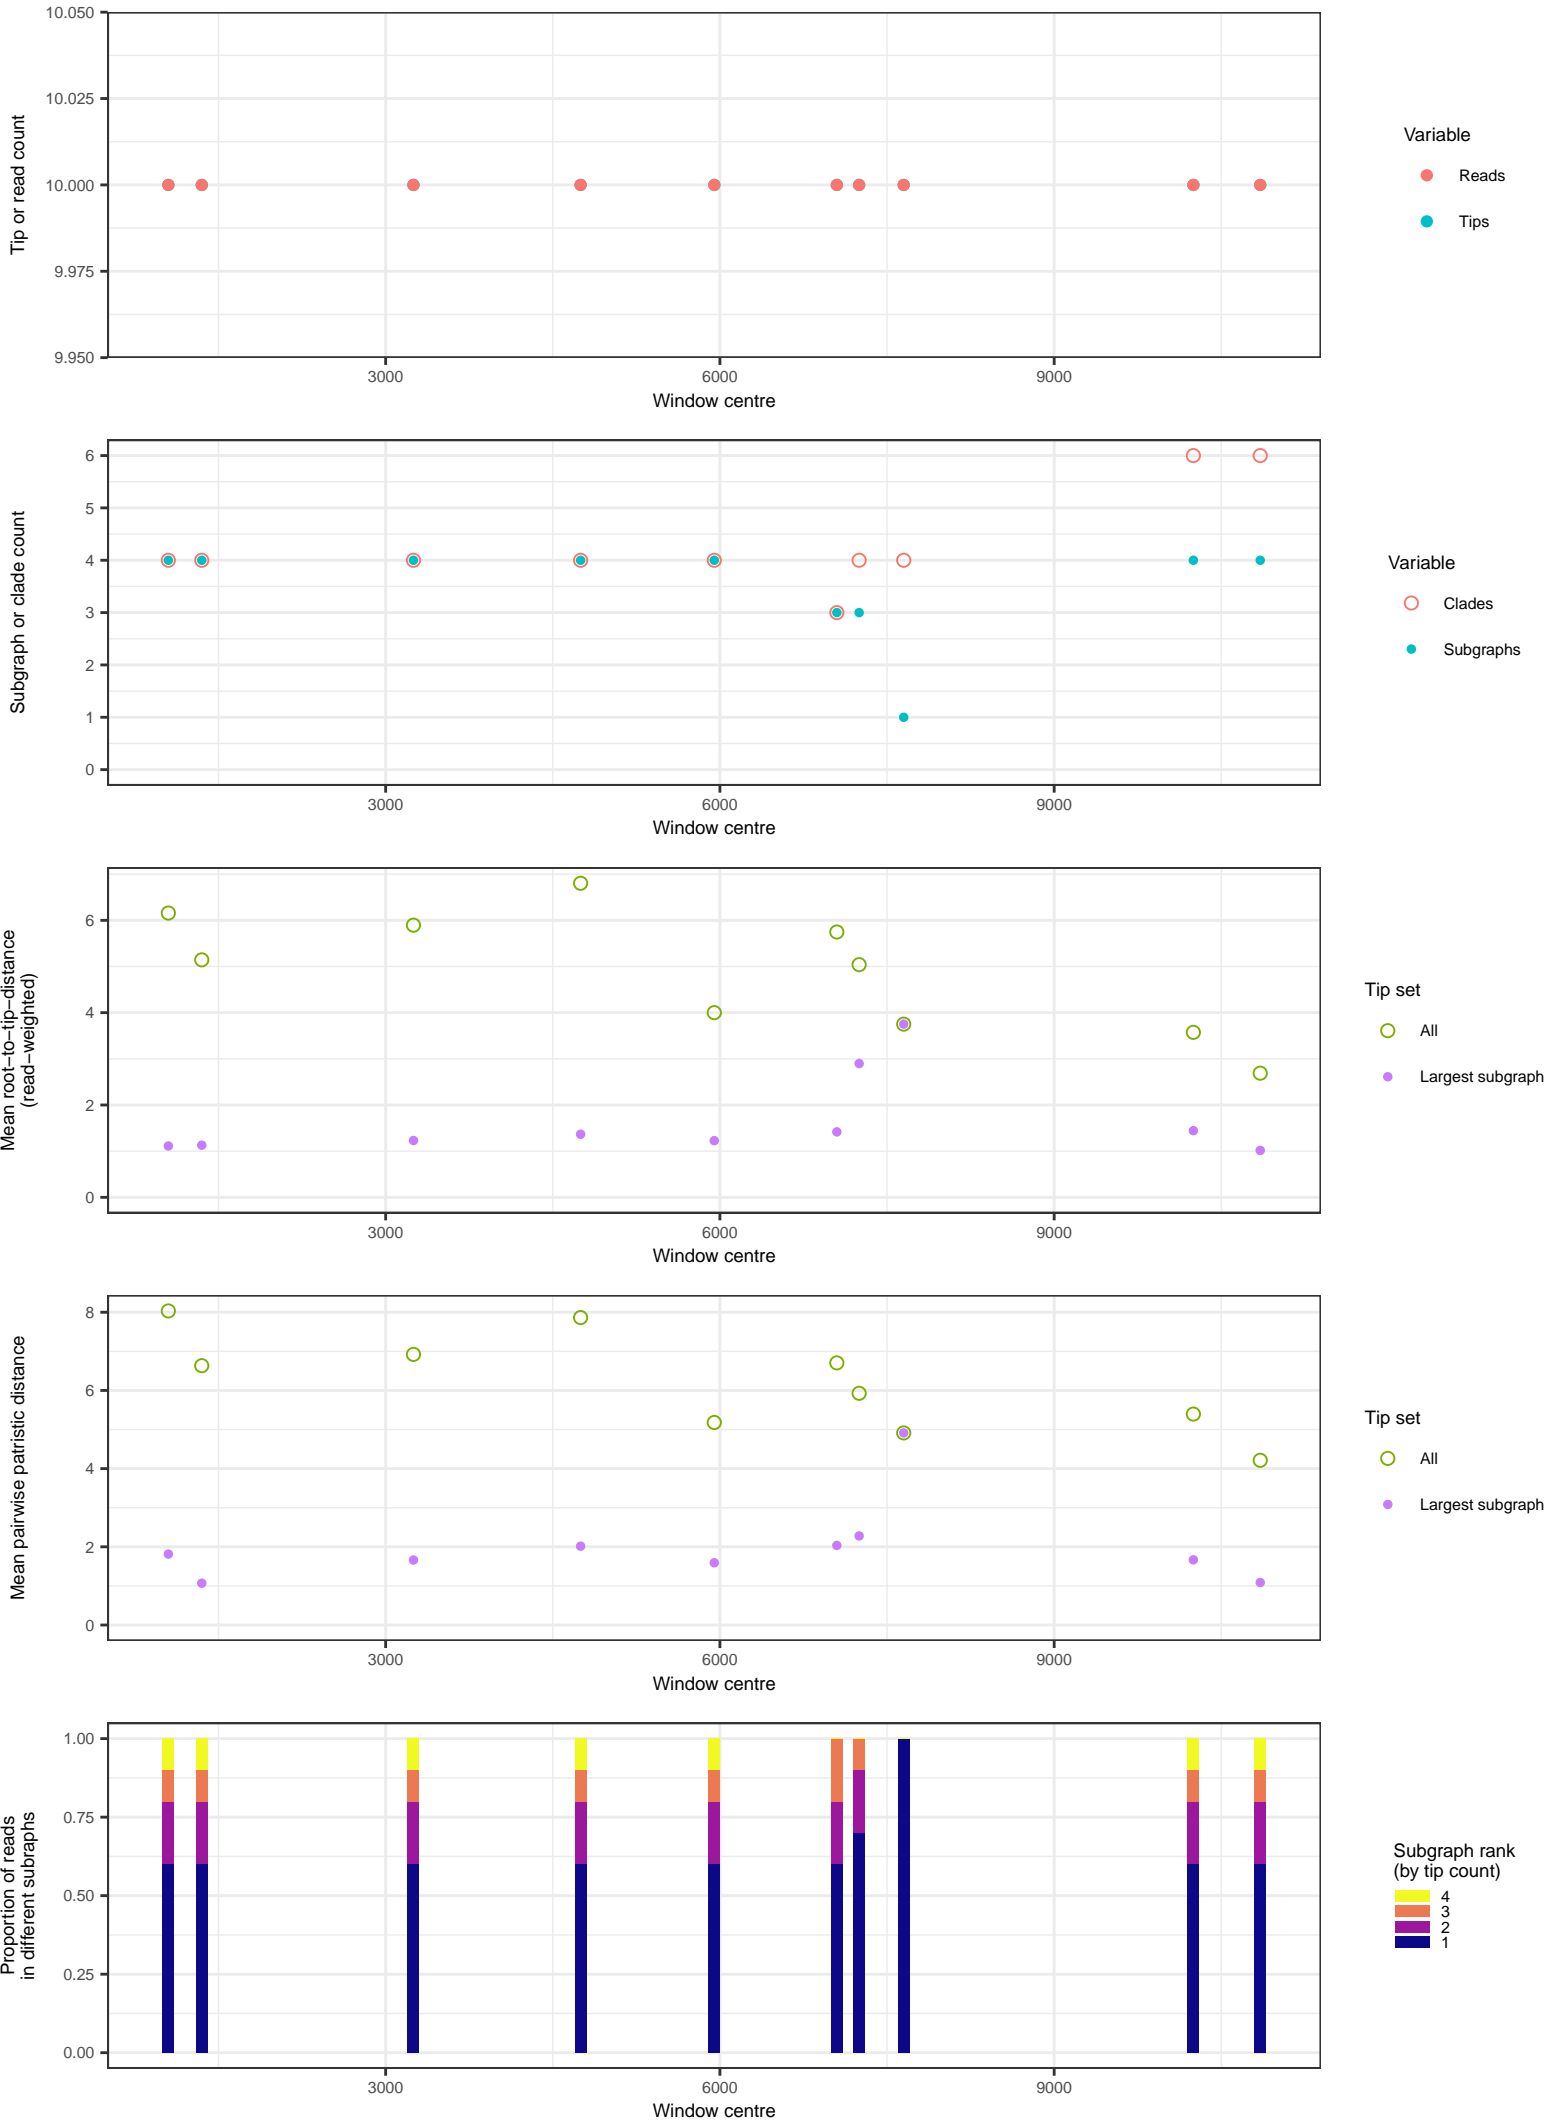 10.050
10.025
10.000
9.975
9.950
Tip or read count
3000 6000 9000
Window centre
Variable
Reads
Tips
6
5
4
3
2
1
0
Subgraph or clade count
3000 6000 9000
Window centre
Variable
Clades
Subgraphs
6
4
2
0
Mean root−to−tip−distance
(read−weighted)
3000 6000 9000
Window centre
Tip set
All
Largest subgraph
8
6
4
2
0
Mean pairwise patristic distance
3000 6000 9000
Window centre
Tip set
All
Largest subgraph
1.00
0.75
0.50
0.25
0.00
Proportion of reads
in different subraphs
3000 6000 9000
Window centre
Subgraph rank
(by tip count)
4
3
2
1